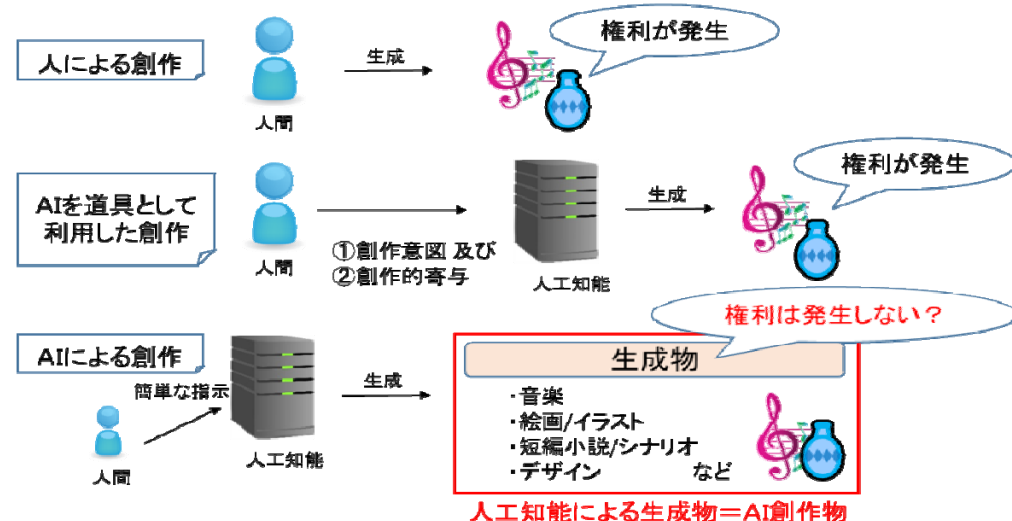 人による創作
人間
生成
権利が発生
AIを道具として
利用した創作
人間
①創作意図 及び
②創作的寄与
人工知能
生成
権利が発生
AIによる創作
簡単な指示
人間
人工知能
生成
権利は発生しない？
生成物
・音楽
・絵画/イラスト
・短編小説/シナリオ
・デザイン など
人工知能による生成物＝AI創作物